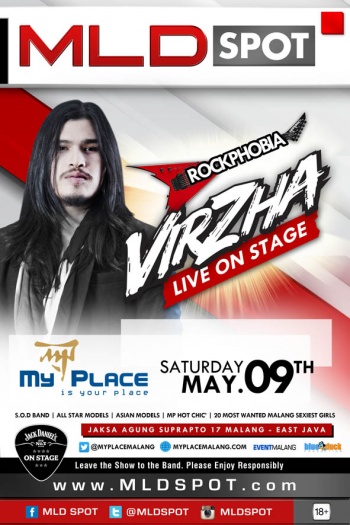 MLD SPOT
ROCKPHOBIA
VIRZHA
LIVE ON STAGE
mp
My PLACE
is your place
SATURDAY
MAY.09TH
S.O.D BAND | ALL STAR MODELS | ASIAN MODELS | MP HOT CHIC' | 20 MOST WANTED MALANG SEXIEST GIRLS
JAKSA AGUNG SUPRAPTO 17 MALANG - EAST JAVA
JACK DANIEL'S
ON STAGE
@MYPLACEMALANG MYPLACEMALANG.COM EVENTMALANG
Leave the Show to the Band. Please Enjoy Responsibly
www.MLDSPOT.com
MLD SPOT @MLDSPOT MLDSPOT 18+